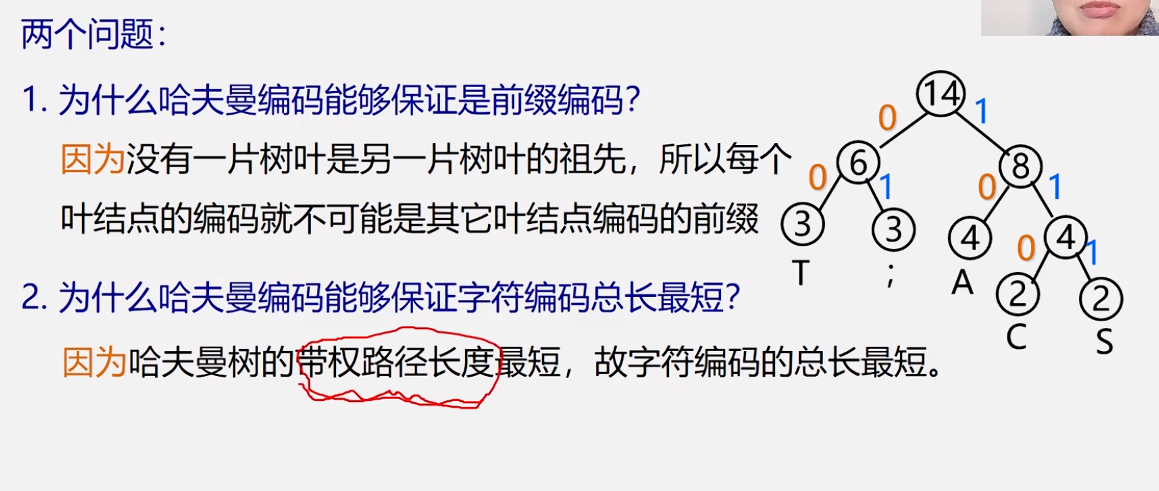 两个问题：
1. 为什么哈夫曼编码能够保证是前缀编码？
因为没有一片树叶是另一片树叶的祖先，所以每个
叶结点的编码就不可能是其它叶结点编码的前缀
2. 为什么哈夫曼编码能够保证字符编码总长最短？
因为哈夫曼树的带权路径长度最短，故字符编码的总长最短。
14
0 1
6 8
0 1 0 1
3 3 4 4
T ; A 0 1
2 2
C S